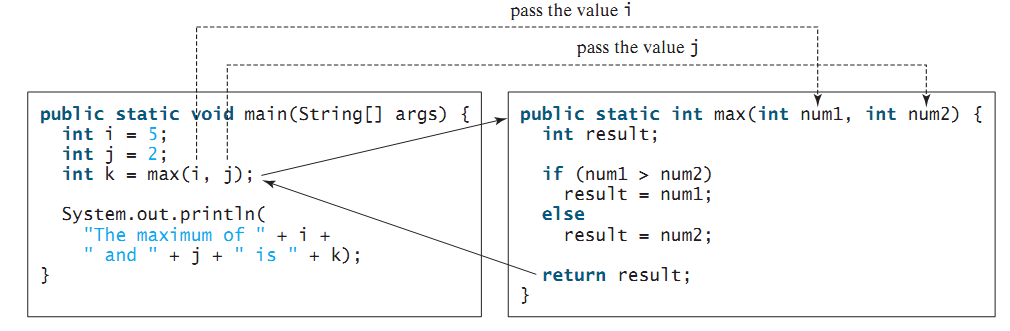 pass the value i
pass the value j
public static void main(String[] args) {
int i = 5;
int j = 2;
int k = max(i, j);
System.out.println(
"The maximum of " + i +
" and " + j + " is " + k);
}
public static int max(int num1, int num2) {
int result;
if (num1 > num2)
result = num1;
else
result = num2;
return result;
}